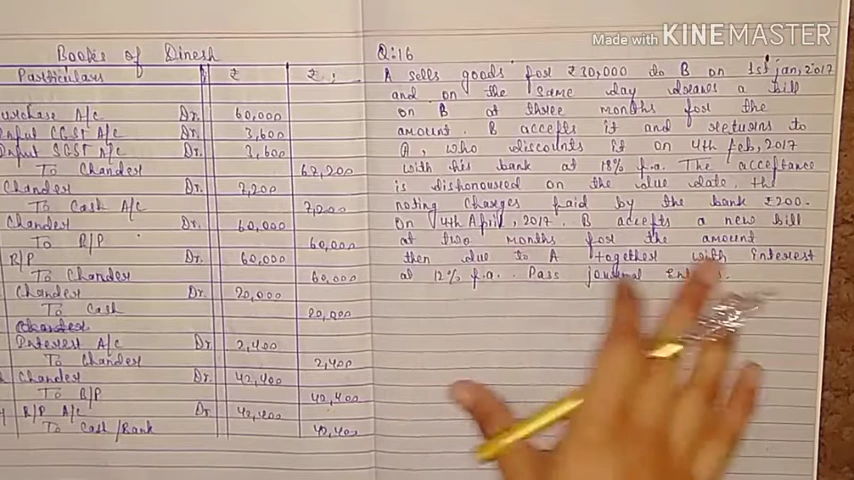 Made with KINEMASTER
Books of Dinesh
Particulars ₹ ₹
Purchase A/c Dr. 60,000
Input CGST A/c Dr. 3,600
Input SGST A/c Dr. 3,600
To Chander 67,200
Chander Dr. 7,200
To Cash A/c 7,200
Chander Dr. 60,000
To B/P 60,000
B/P Dr. 60,000
To Chander 60,000
Chander Dr. 20,000
To Cash 20,000
Interest A/c Dr. 2,400
To Chander 2,400
Chander Dr. 42,400
To B/P 42,400
B/P A/c Dr 42,400
To Cash/Bank 42,400
Q:16
A sells goods for ₹30,000 to B on 1st jan, 2017
and on the same day draws a bill
on B at three months for the
amount. B accepts it and returns to
A, who discounts it on 4th feb, 2017
with his bank at 18% p.a. The acceptance
is dishonoured on the due date. the
noting charges paid by the bank ₹200.
On 4th April, 2017. B accepts a new bill
at two months for the amount
then due to A together with Interest
at 12% p.a. Pass journal